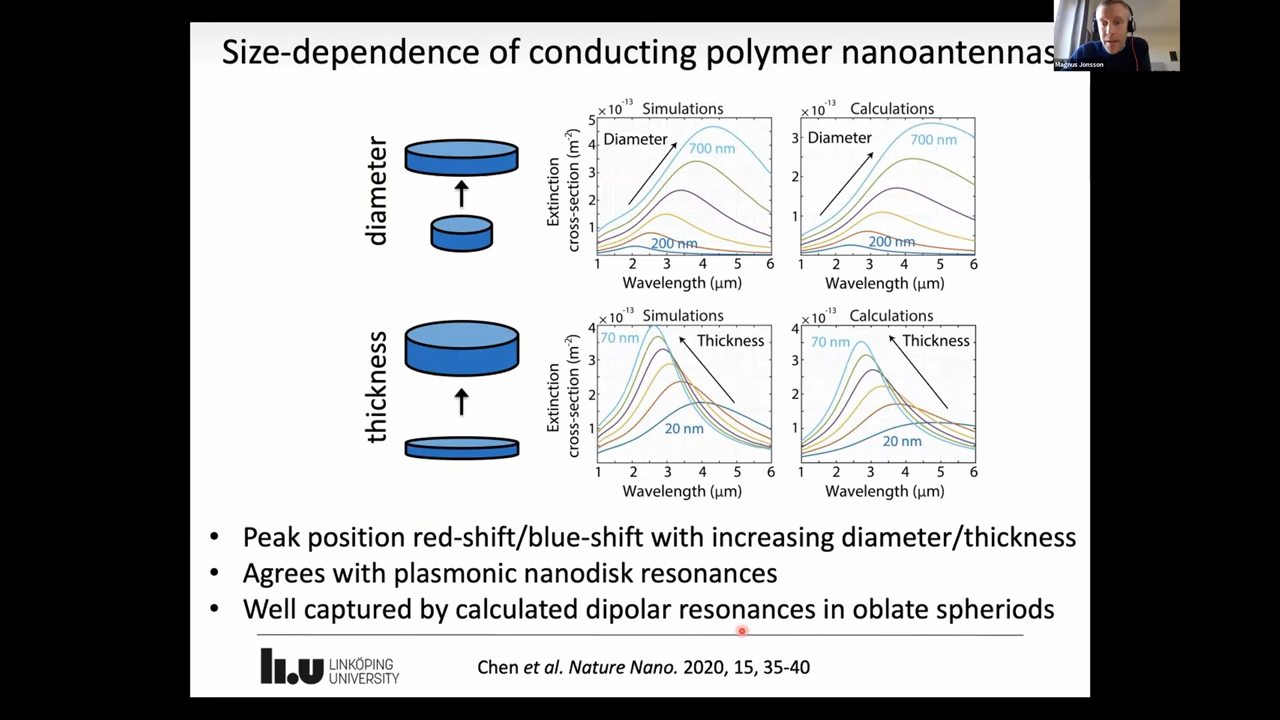 Size-dependence of conducting polymer nanoantennas
Magnus Jonsson
diameter
×10⁻¹³ Simulations
Extinction
cross-section (m⁻²)
5
4
3
2
1
Diameter
700 nm
200 nm
1 2 3 4 5 6
Wavelength (μm)
×10⁻¹³ Calculations
3
2
1
Diameter
700 nm
200 nm
1 2 3 4 5 6
Wavelength (μm)
thickness
×10⁻¹³ Simulations
Extinction
cross-section (m⁻²)
4
3
2
1
70 nm
Thickness
20 nm
1 2 3 4 5 6
Wavelength (μm)
×10⁻¹³ Calculations
4
3
2
1
70 nm
Thickness
20 nm
1 2 3 4 5 6
Wavelength (μm)
• Peak position red-shift/blue-shift with increasing diameter/thickness
• Agrees with plasmonic nanodisk resonances
• Well captured by calculated dipolar resonances in oblate spheriods
li.u LINKÖPING
UNIVERSITY
Chen et al. Nature Nano. 2020, 15, 35-40